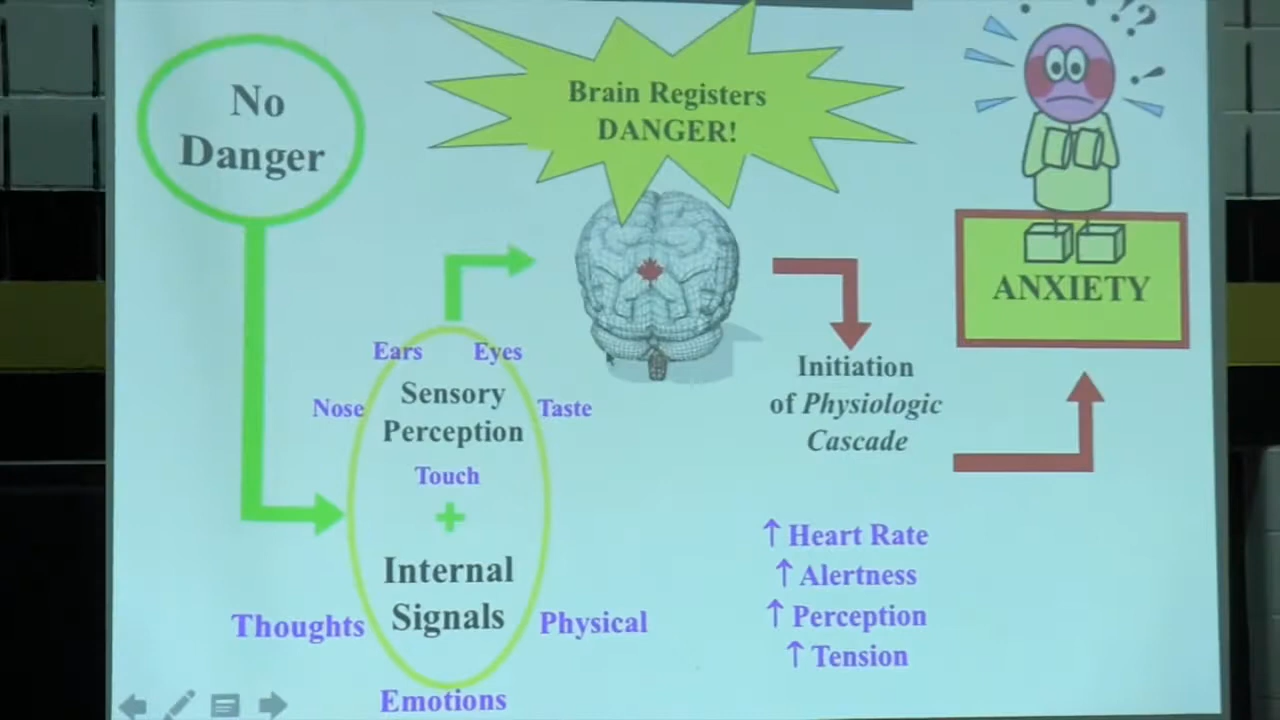 No
Danger
Brain Registers
DANGER!
!?
!
ANXIETY
Ears
Eyes
Nose
Sensory
Perception
Taste
Touch
+
Internal
Signals
Thoughts
Physical
Emotions
Initiation
of Physiologic
Cascade
↑ Heart Rate
↑ Alertness
↑ Perception
↑ Tension